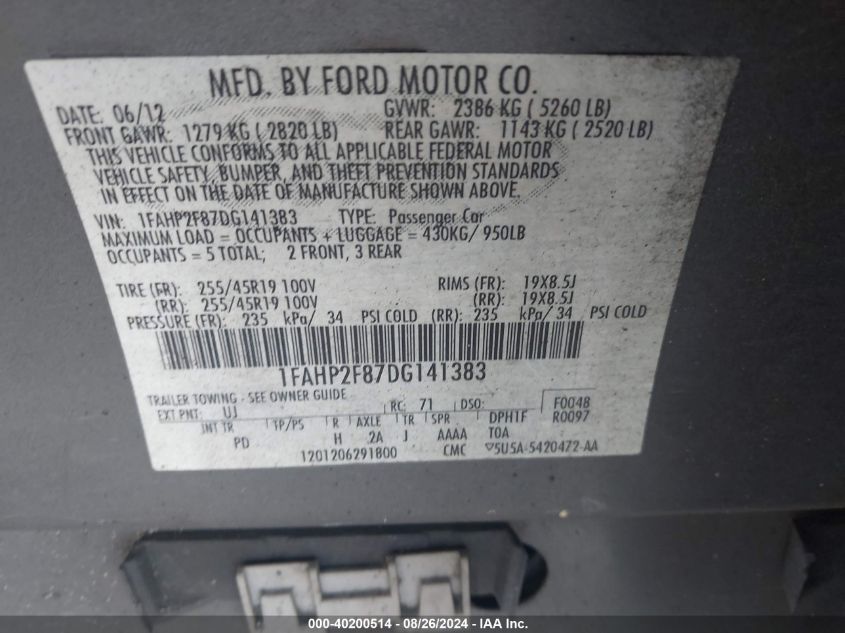 MFD. BY FORD MOTOR CO.
DATE: 06/12 GVWR: 2386 KG ( 5260 LB)
FRONT GAWR: 1279 KG ( 2820 LB) REAR GAWR: 1143 KG ( 2520 LB)
THIS VEHICLE CONFORMS TO ALL APPLICABLE FEDERAL MOTOR
VEHICLE SAFETY, BUMPER, AND THEFT PREVENTION STANDARDS
IN EFFECT ON THE DATE OF MANUFACTURE SHOWN ABOVE.
VIN: 1FAHP2F87DG141383 TYPE: Passenger Car
MAXIMUM LOAD = OCCUPANTS + LUGGAGE = 430KG/ 950LB
OCCUPANTS = 5 TOTAL; 2 FRONT, 3 REAR
TIRE (FR): 255/45R19 100V RIMS (FR): 19X8.5J
(RR): 255/45R19 100V (RR): 19X8.5J
PRESSURE (FR): 235 kPa/ 34 PSI COLD (RR): 235 kPa/ 34 PSI COLD
1FAHP2F87DG141383
TRAILER TOWING - SEE OWNER GUIDE
EXT PNT: UJ RC: 71 DSO: F0048
INT TR TP/PS R AXLE TR SPR DPHTF R0097
PD H 2A J AAAA TOA
1201206291800 CMC ▽5U5A-5420472-AA
000-40200514 - 08/26/2024 - IAA Inc.